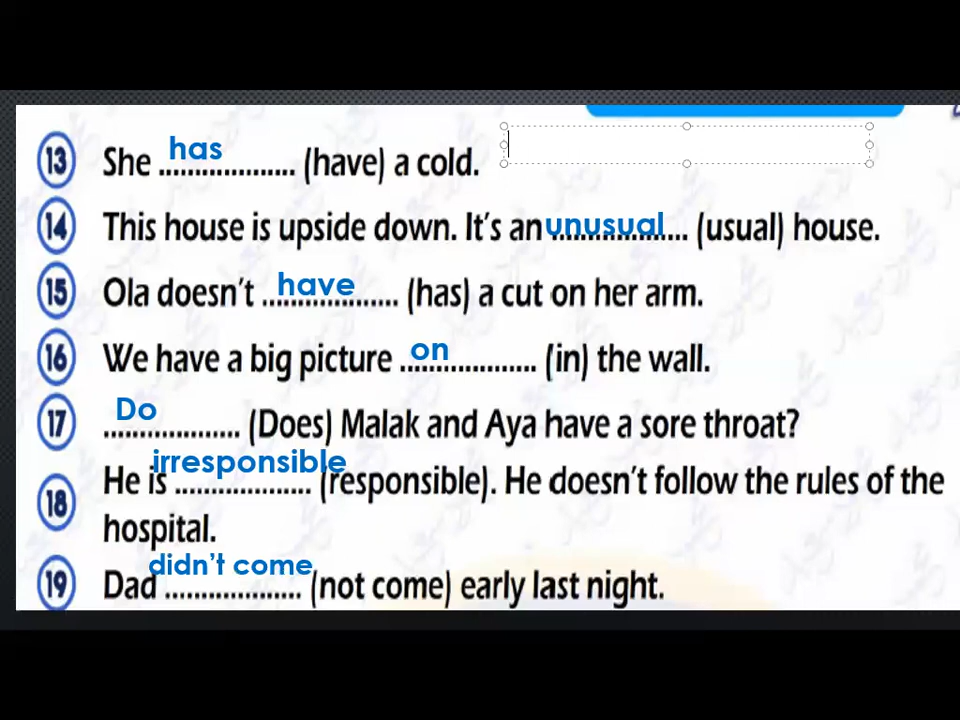 13 She has ................... (have) a cold.
14 This house is upside down. It's an unusual ................... (usual) house.
15 Ola doesn't have ................... (has) a cut on her arm.
16 We have a big picture on ................... (in) the wall.
17 Do ................... (Does) Malak and Aya have a sore throat?
18 He is irresponsible ................... (responsible). He doesn't follow the rules of the
hospital.
19 Dad didn't come ................... (not come) early last night.